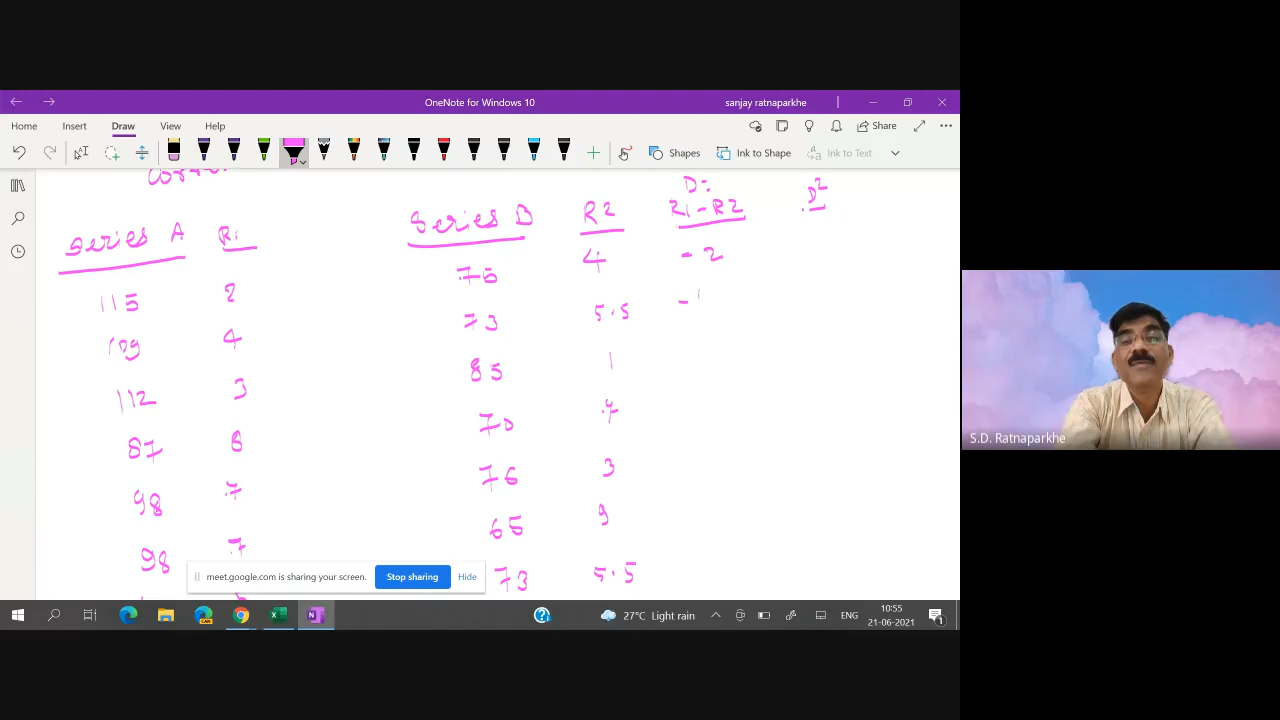 OneNote for Windows 10
sanjay ratnaparkhe
Home Insert Draw View Help
Share
Shapes
Ink to Shape
Ink to Text
D=
Series A R1 Series B R2 R1-R2 D2
115 2 75 4 -2
109 4 73 5.5 -1
112 3 85 1
87 8 70 7
98 7 76 3
98 7 65 9
73 5.5
meet.google.com is sharing your screen. Stop sharing Hide
S.D. Ratnaparkhe
27°C Light rain
ENG
10:55
21-06-2021